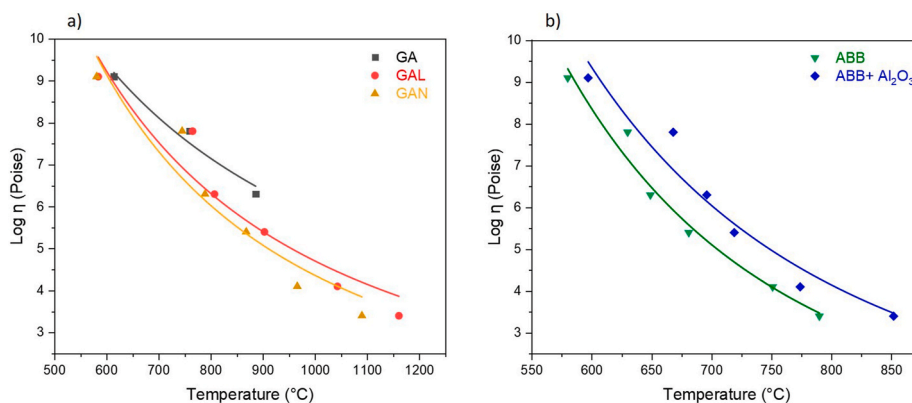 a)
GA
GAL
GAN
10
9
8
7
6
5
4
3
Log η (Poise)
500 600 700 800 900 1000 1100 1200
Temperature (°C)
b)
ABB
ABB+ Al₂O₃
10
9
8
7
6
5
4
3
Log η (Poise)
550 600 650 700 750 800 850
Temperature (°C)